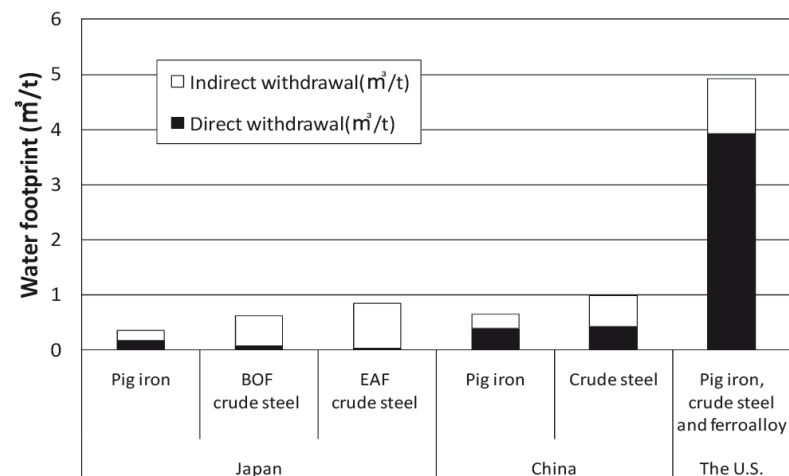 Water footprint (m³/t)
6
5
4
3
2
1
0
Indirect withdrawal(m³/t)
Direct withdrawal(m³/t)
Pig iron
BOF
crude steel
EAF
crude steel
Pig iron
Crude steel
Pig iron,
crude steel
and ferroalloy
Japan
China
The U.S.